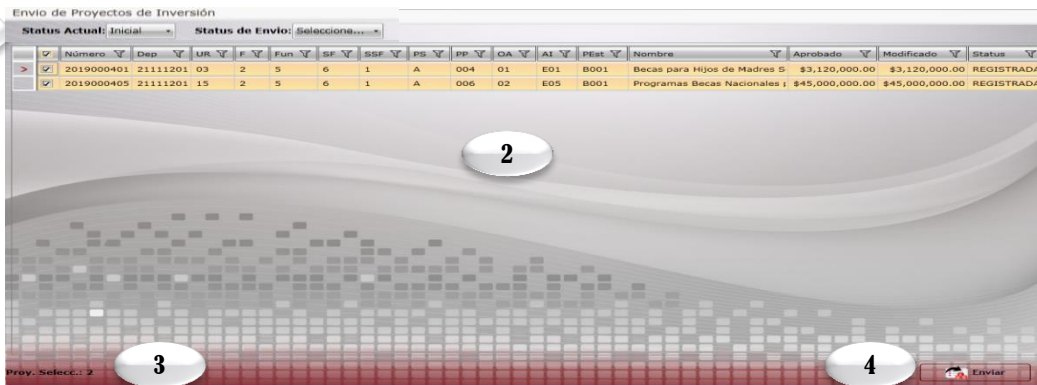 Envio de Proyectos de Inversión
Status Actual: Inicial Status de Envio: Seleccione...
Número Dep UR F Fun SF SSF PS PP OA AI PEst Nombre Aprobado Modificado Status
> 2019000401 21111201 03 2 5 6 1 A 004 01 E01 B001 Becas para Hijos de Madres S $3,120,000.00 $3,120,000.00 REGISTRADA
2019000405 21111201 15 2 5 6 1 A 006 02 E05 B001 Programas Becas Nacionales p $45,000,000.00 $45,000,000.00 REGISTRADA
2
3
4
Proy. Selecc.: 2 Enviar